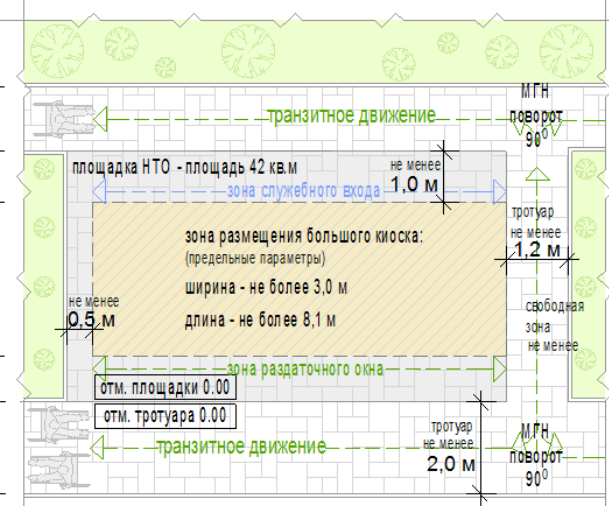 МГН
транзитное движение
поворот
90⁰
площадка НТО - площадь 42 кв.м
не менее
1,0 м
зона служебного входа
тротуар
не менее
1,2 м
зона размещения большого киоска:
(предельные параметры)
ширина - не более 3,0 м
не менее
0,5 м
длина - не более 8,1 м
свободная
зона
не менее
зона раздаточного окна
отм. площадки 0.00
отм. тротуара 0.00
тротуар
не менее
2,0 м
МГН
транзитное движение
поворот
90⁰